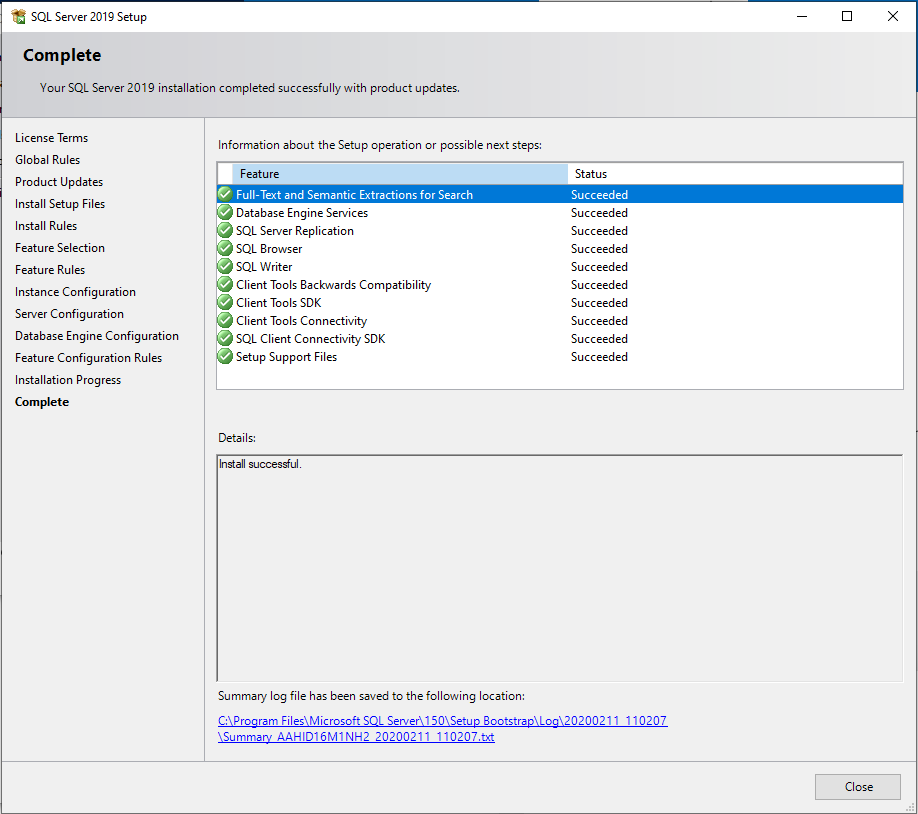 SQL Server 2019 Setup
Complete
Your SQL Server 2019 installation completed successfully with product updates.
License Terms
Global Rules
Product Updates
Install Setup Files
Install Rules
Feature Selection
Feature Rules
Instance Configuration
Server Configuration
Database Engine Configuration
Feature Configuration Rules
Installation Progress
Complete
Information about the Setup operation or possible next steps:
Feature Status
Full-Text and Semantic Extractions for Search Succeeded
Database Engine Services Succeeded
SQL Server Replication Succeeded
SQL Browser Succeeded
SQL Writer Succeeded
Client Tools Backwards Compatibility Succeeded
Client Tools SDK Succeeded
Client Tools Connectivity Succeeded
SQL Client Connectivity SDK Succeeded
Setup Support Files Succeeded
Details:
Install successful.
Summary log file has been saved to the following location:
C:\Program Files\Microsoft SQL Server\150\Setup Bootstrap\Log\20200211_110207
\Summary_AAHID16M1NH2_20200211_110207.txt
Close